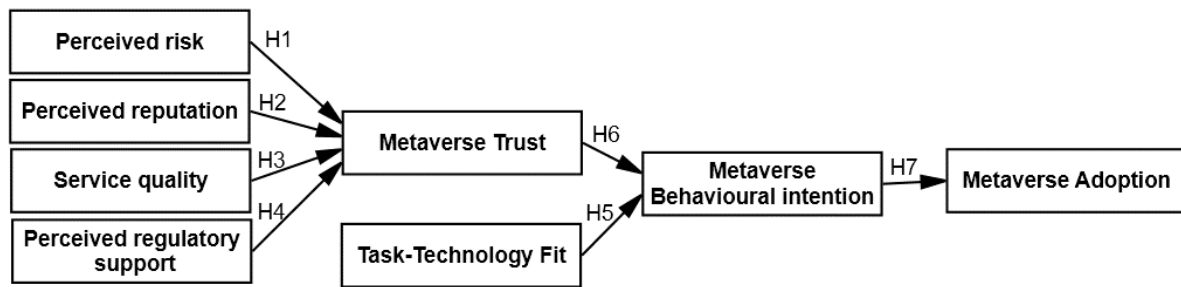 Perceived risk
H1
Perceived reputation
H2
Service quality
H3
Perceived regulatory
support
H4
Metaverse Trust
H6
Task-Technology Fit
H5
Metaverse
Behavioural intention
H7
Metaverse Adoption